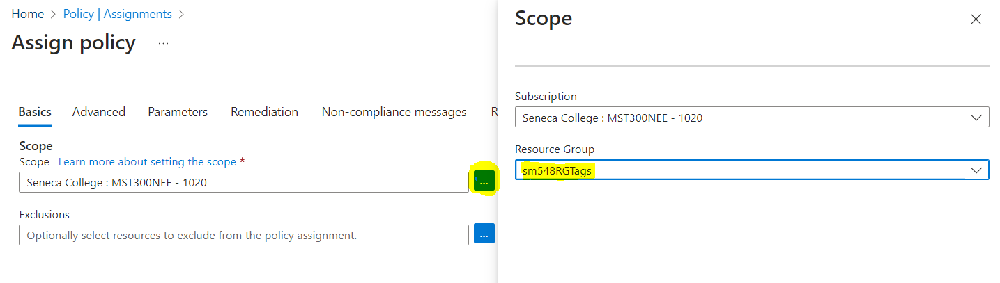 Home > Policy | Assignments >
Assign policy ...
Basics Advanced Parameters Remediation Non-compliance messages R
Scope
Scope Learn more about setting the scope *
Seneca College : MST300NEE - 1020
...
Exclusions
Optionally select resources to exclude from the policy assignment.
...
Scope
Subscription
Seneca College : MST300NEE - 1020
Resource Group
sm548RGTags